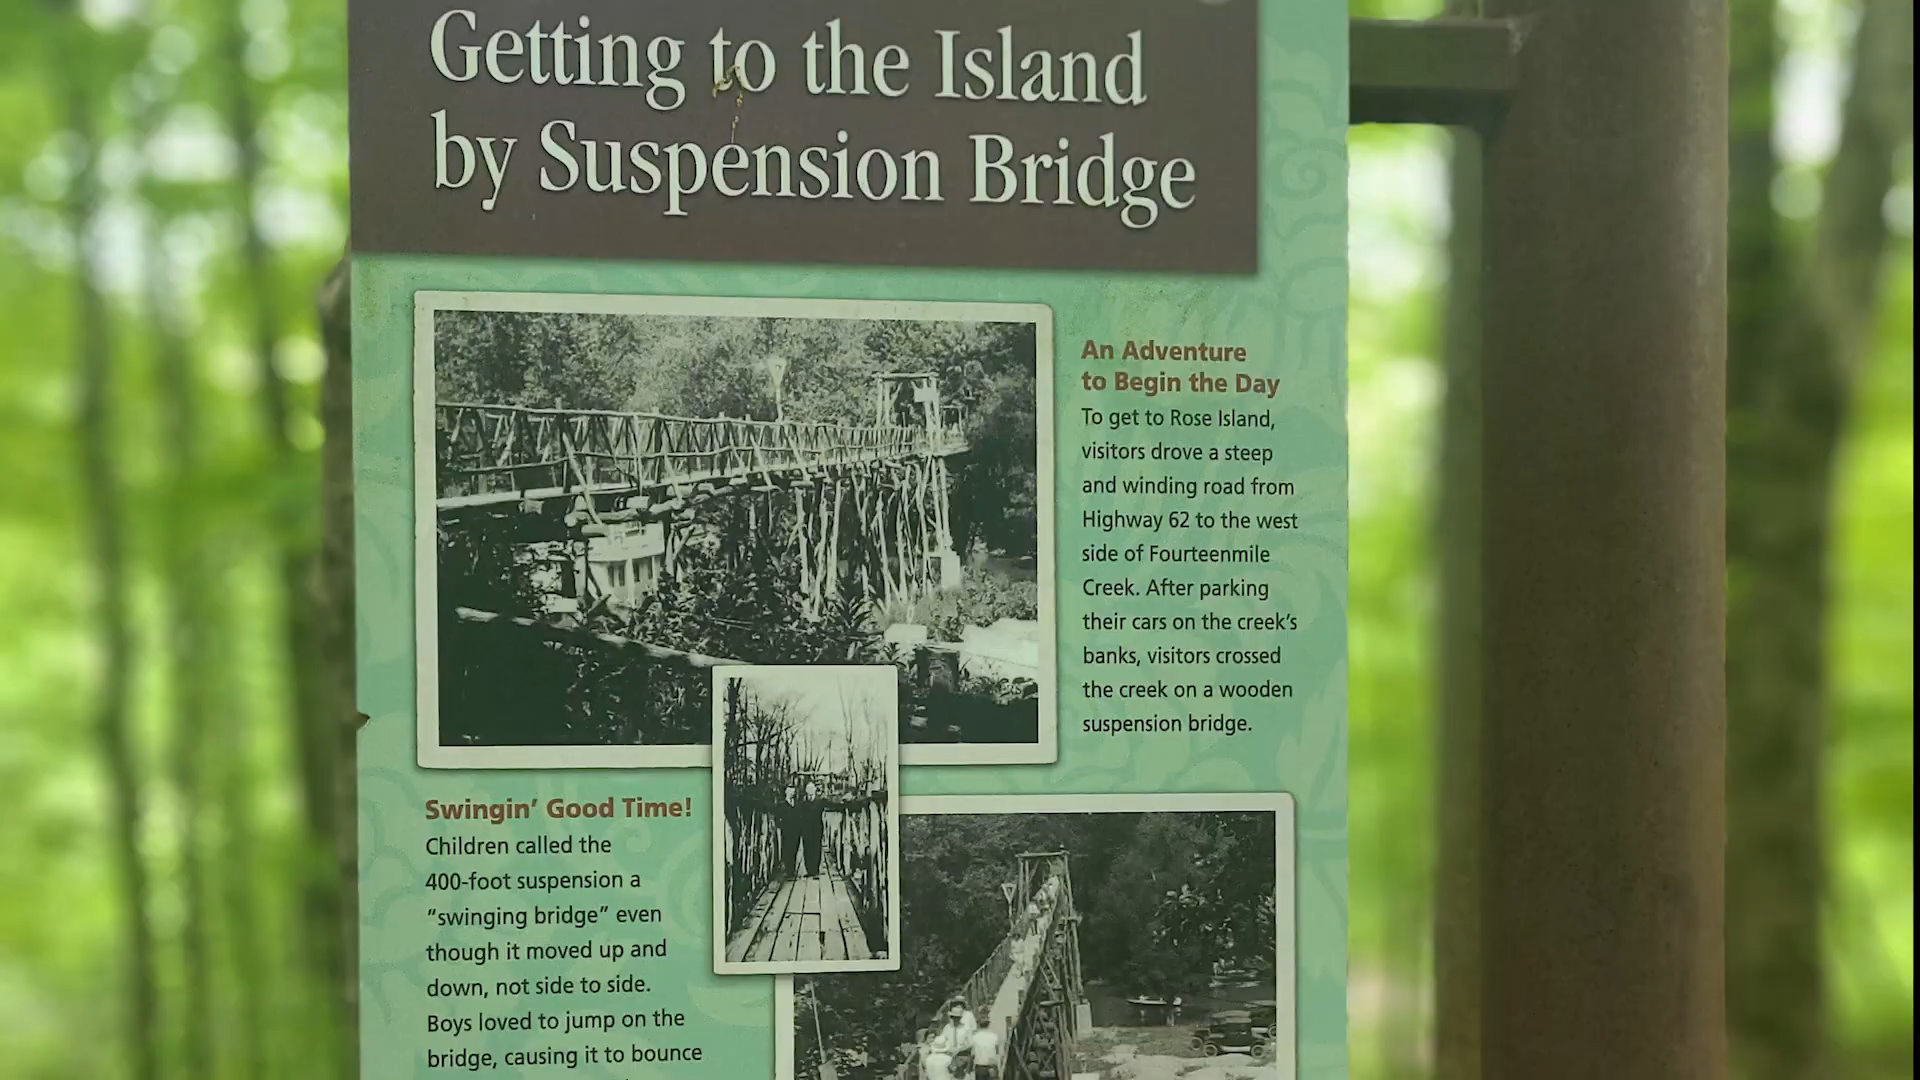 Getting to the Island
by Suspension Bridge
An Adventure
to Begin the Day
To get to Rose Island,
visitors drove a steep
and winding road from
Highway 62 to the west
side of Fourteenmile
Creek. After parking
their cars on the creek's
banks, visitors crossed
the creek on a wooden
suspension bridge.
Swingin' Good Time!
Children called the
400-foot suspension a
"swinging bridge" even
though it moved up and
down, not side to side.
Boys loved to jump on the
bridge, causing it to bounce